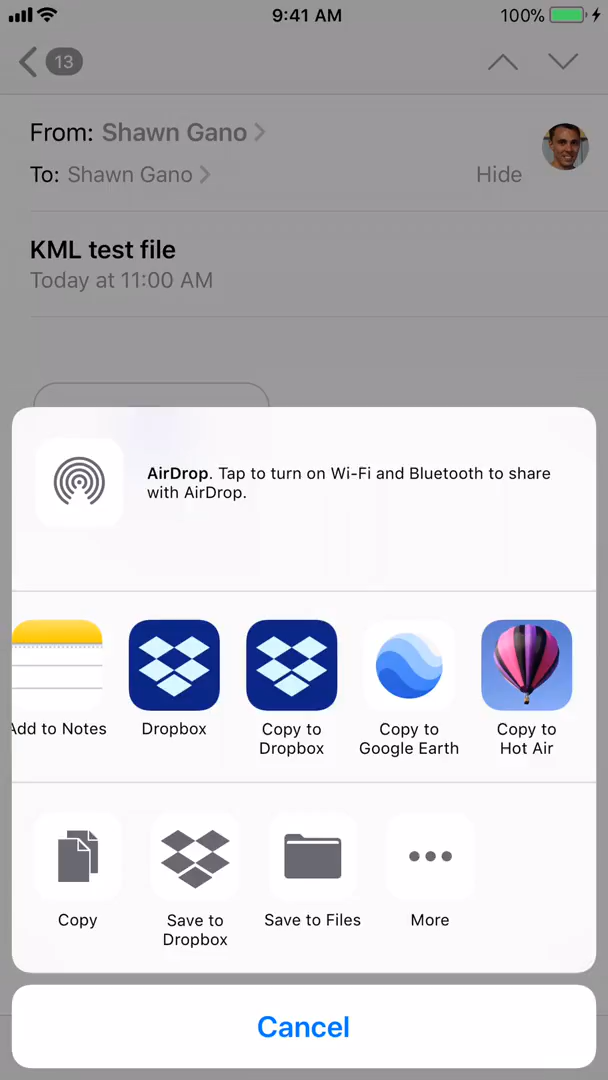 9:41 AM
100%
13
From: Shawn Gano
To: Shawn Gano
Hide
KML test file
Today at 11:00 AM
AirDrop. Tap to turn on Wi-Fi and Bluetooth to share
with AirDrop.
Add to Notes
Dropbox
Copy to
Dropbox
Copy to
Google Earth
Copy to
Hot Air
Copy
Save to
Dropbox
Save to Files
More
Cancel